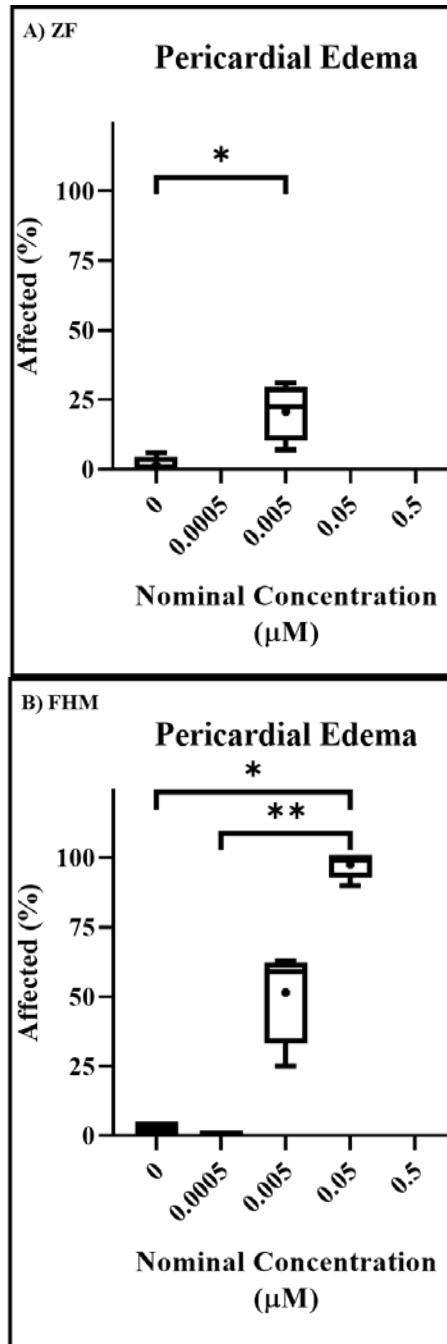 A) ZF
Pericardial Edema
*
Affected (%)
100
75
50
25
0
0
0.0005
0.005
0.05
0.5
Nominal Concentration
(μM)
B) FHM
Pericardial Edema
*
**
Affected (%)
100
75
50
25
0
0
0.0005
0.005
0.05
0.5
Nominal Concentration
(μM)